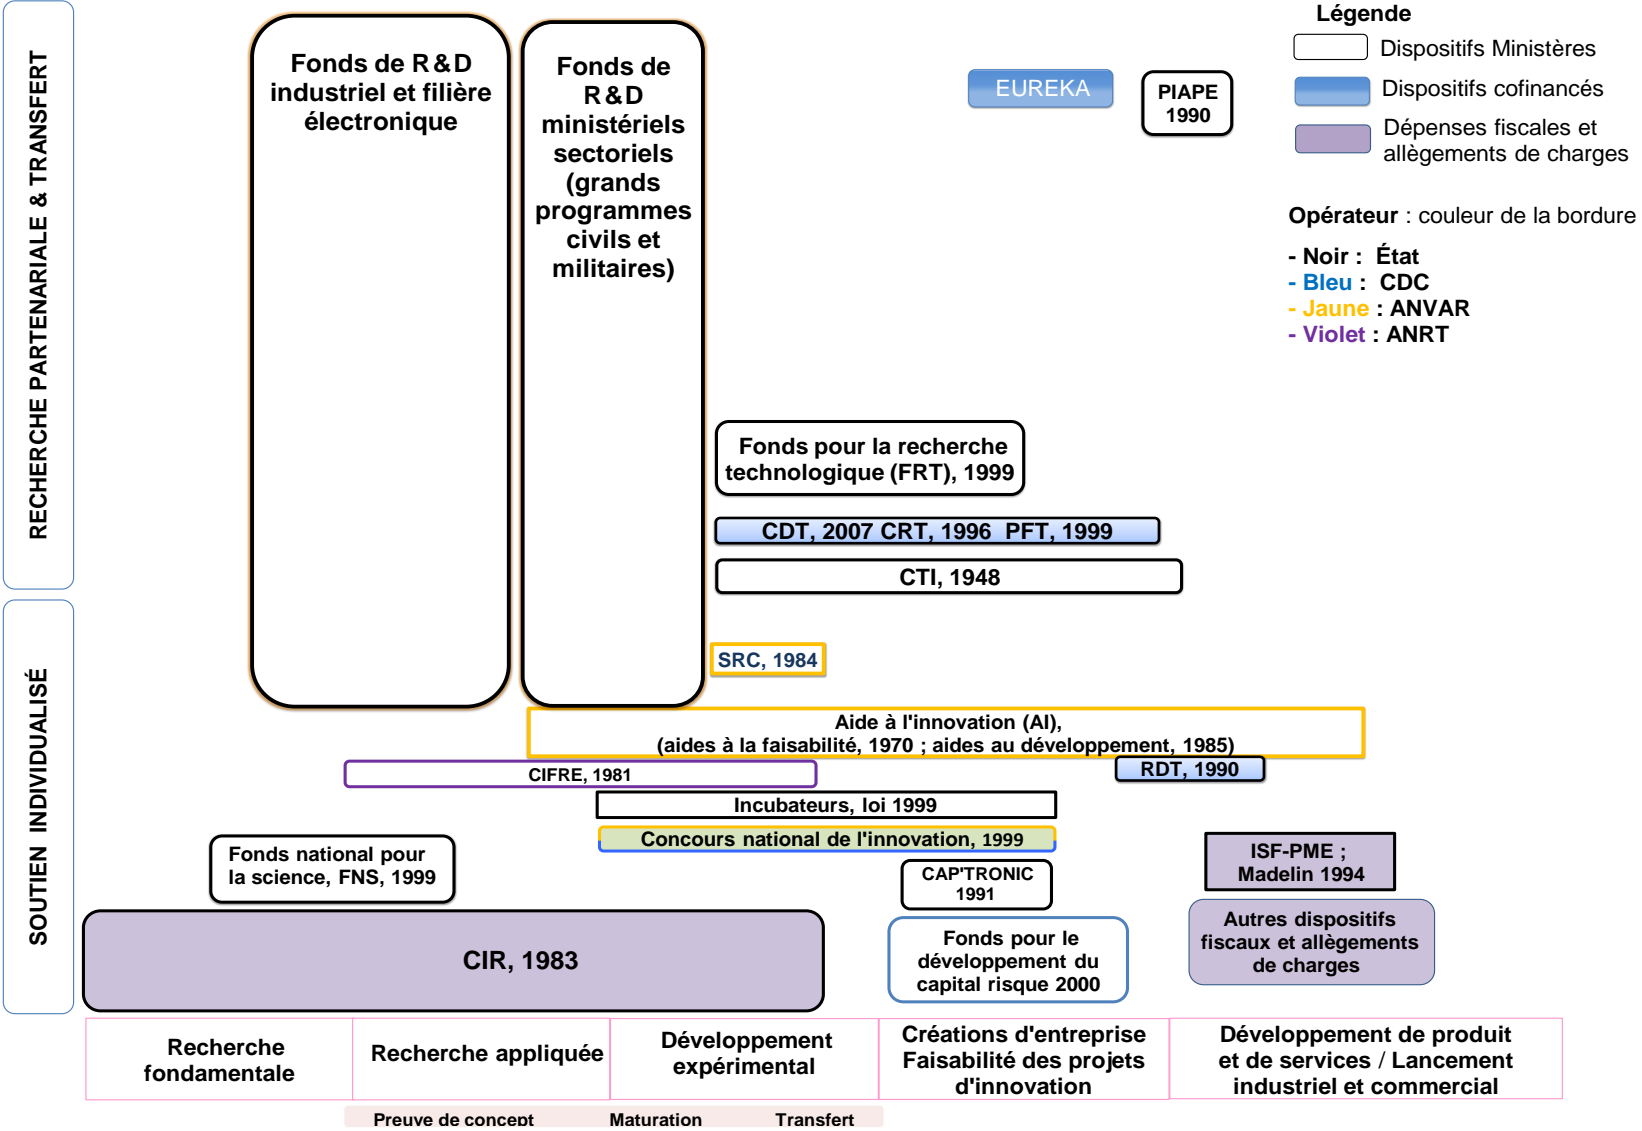 RECHERCHE PARTENARIALE & TRANSFERT
Fonds de R&D
industriel et filière
électronique
Fonds de
R&D
ministériels
sectoriels
(grands
programmes
civils et
militaires)
EUREKA
PIAPE
1990
Légende
Dispositifs Ministères
Dispositifs cofinancés
Dépenses fiscales et
allègements de charges
Opérateur : couleur de la bordure
- Noir : État
- Bleu : CDC
- Jaune : ANVAR
- Violet : ANRT
Fonds pour la recherche
technologique (FRT), 1999
CDT, 2007 CRT, 1996 PFT, 1999
CTI, 1948
SOUTIEN INDIVIDUALISÉ
SRC, 1984
Aide à l'innovation (AI),
(aides à la faisabilité, 1970 ; aides au développement, 1985)
CIFRE, 1981
RDT, 1990
Incubateurs, loi 1999
Concours national de l'innovation, 1999
Fonds national pour
la science, FNS, 1999
CAP'TRONIC
1991
ISF-PME ;
Madelin 1994
CIR, 1983
Fonds pour le
développement du
capital risque 2000
Autres dispositifs
fiscaux et allègements
de charges
Recherche
fondamentale
Recherche appliquée
Développement
expérimental
Créations d'entreprise
Faisabilité des projets
d'innovation
Développement de produit
et de services / Lancement
industriel et commercial
Preuve de concept
Maturation
Transfert